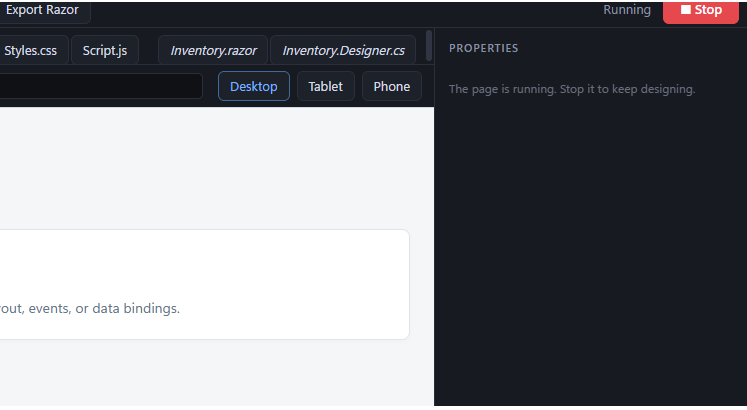 Export Razor
Running
Stop
Styles.css
Script.js
Inventory.razor
Inventory.Designer.cs
PROPERTIES
Desktop
Tablet
Phone
The page is running. Stop it to keep designing.
out, events, or data bindings.